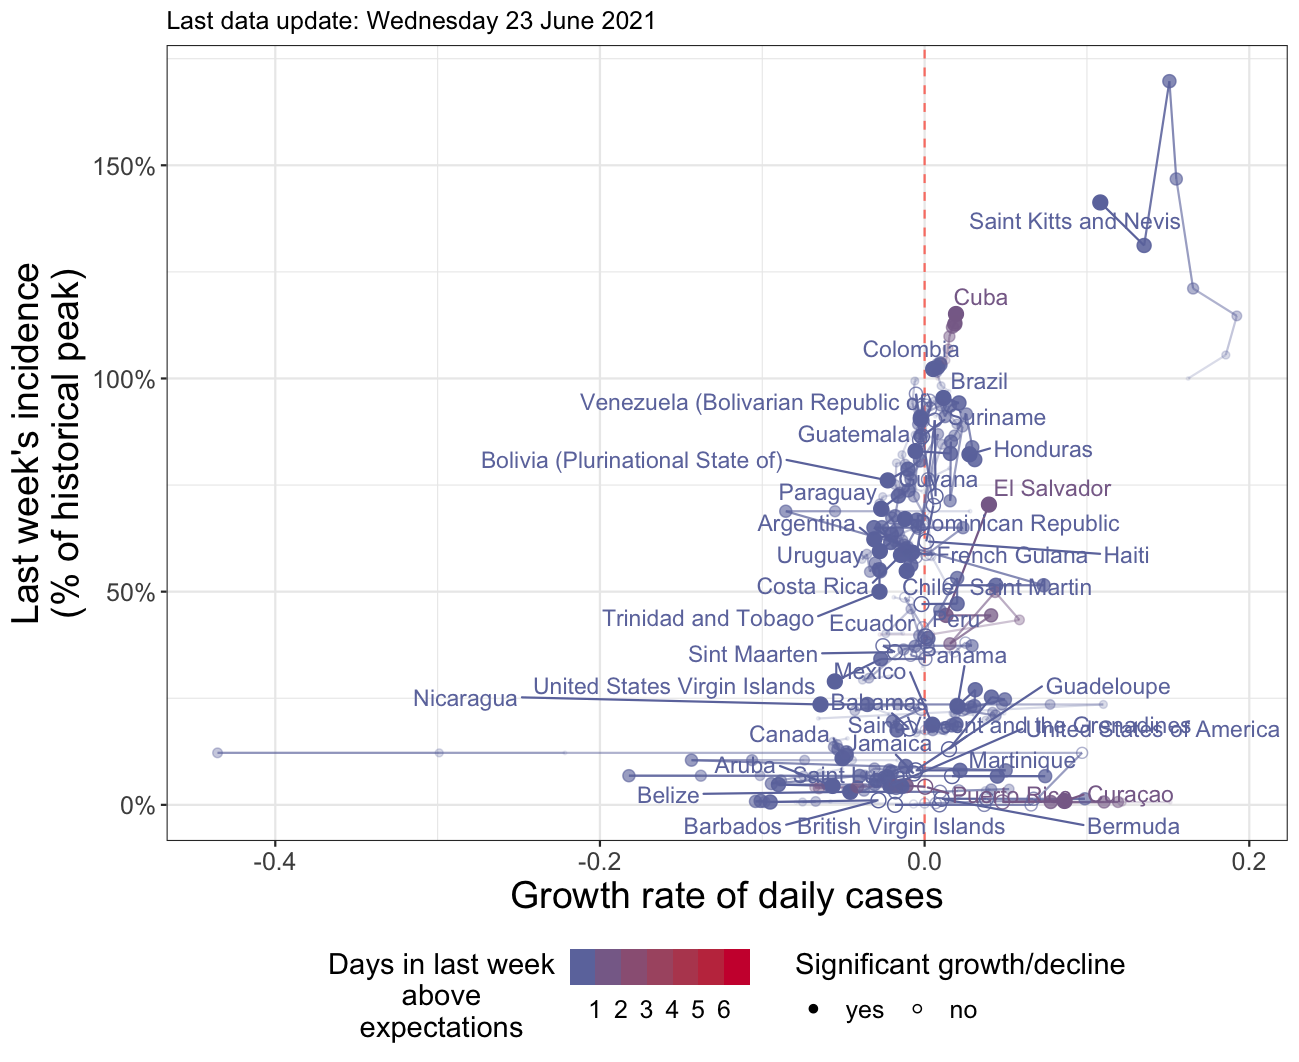 Last data update: Wednesday 23 June 2021
Last week's incidence
(% of historical peak)
150%
100%
50%
0%
Saint Kitts and Nevis
Cuba
Colombia
Brazil
Venezuela (Bolivarian Republic of)
Suriname
Guatemala
Honduras
Bolivia (Plurinational State of)
Guyana
El Salvador
Paraguay
Argentina
Dominican Republic
Uruguay
French Guiana
Haiti
Costa Rica
Chile
Saint Martin
Trinidad and Tobago
Ecuador
Peru
Sint Maarten
Panama
Mexico
United States Virgin Islands
Guadeloupe
Nicaragua
Bahamas
Saint Vincent and the Grenadines
United States of America
Canada
Jamaica
Martinique
Aruba
Saint
Belize
Puerto Rico
Curaçao
Barbados
British Virgin Islands
Bermuda
-0.4
-0.2
0.0
0.2
Growth rate of daily cases
Days in last week
above
expectations
1 2 3 4 5 6
Significant growth/decline
yes
no